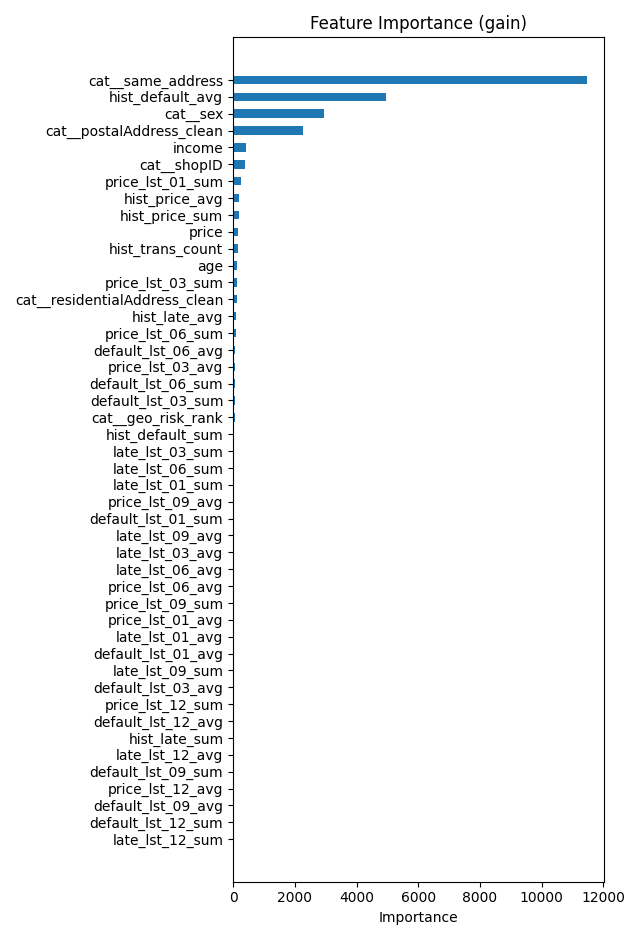 Feature Importance (gain)
cat__same_address
hist_default_avg
cat__sex
cat__postalAddress_clean
income
cat__shopID
price_lst_01_sum
hist_price_avg
hist_price_sum
price
hist_trans_count
age
price_lst_03_sum
cat__residentialAddress_clean
hist_late_avg
price_lst_06_sum
default_lst_06_avg
price_lst_03_avg
default_lst_06_sum
default_lst_03_sum
cat__geo_risk_rank
hist_default_sum
late_lst_03_sum
late_lst_06_sum
late_lst_01_sum
price_lst_09_avg
default_lst_01_sum
late_lst_09_avg
late_lst_03_avg
late_lst_06_avg
price_lst_06_avg
price_lst_09_sum
price_lst_01_avg
late_lst_01_avg
default_lst_01_avg
late_lst_09_sum
default_lst_03_avg
price_lst_12_sum
default_lst_12_avg
hist_late_sum
late_lst_12_avg
default_lst_09_sum
price_lst_12_avg
default_lst_09_avg
default_lst_12_sum
late_lst_12_sum
0 2000 4000 6000 8000 10000 12000
Importance